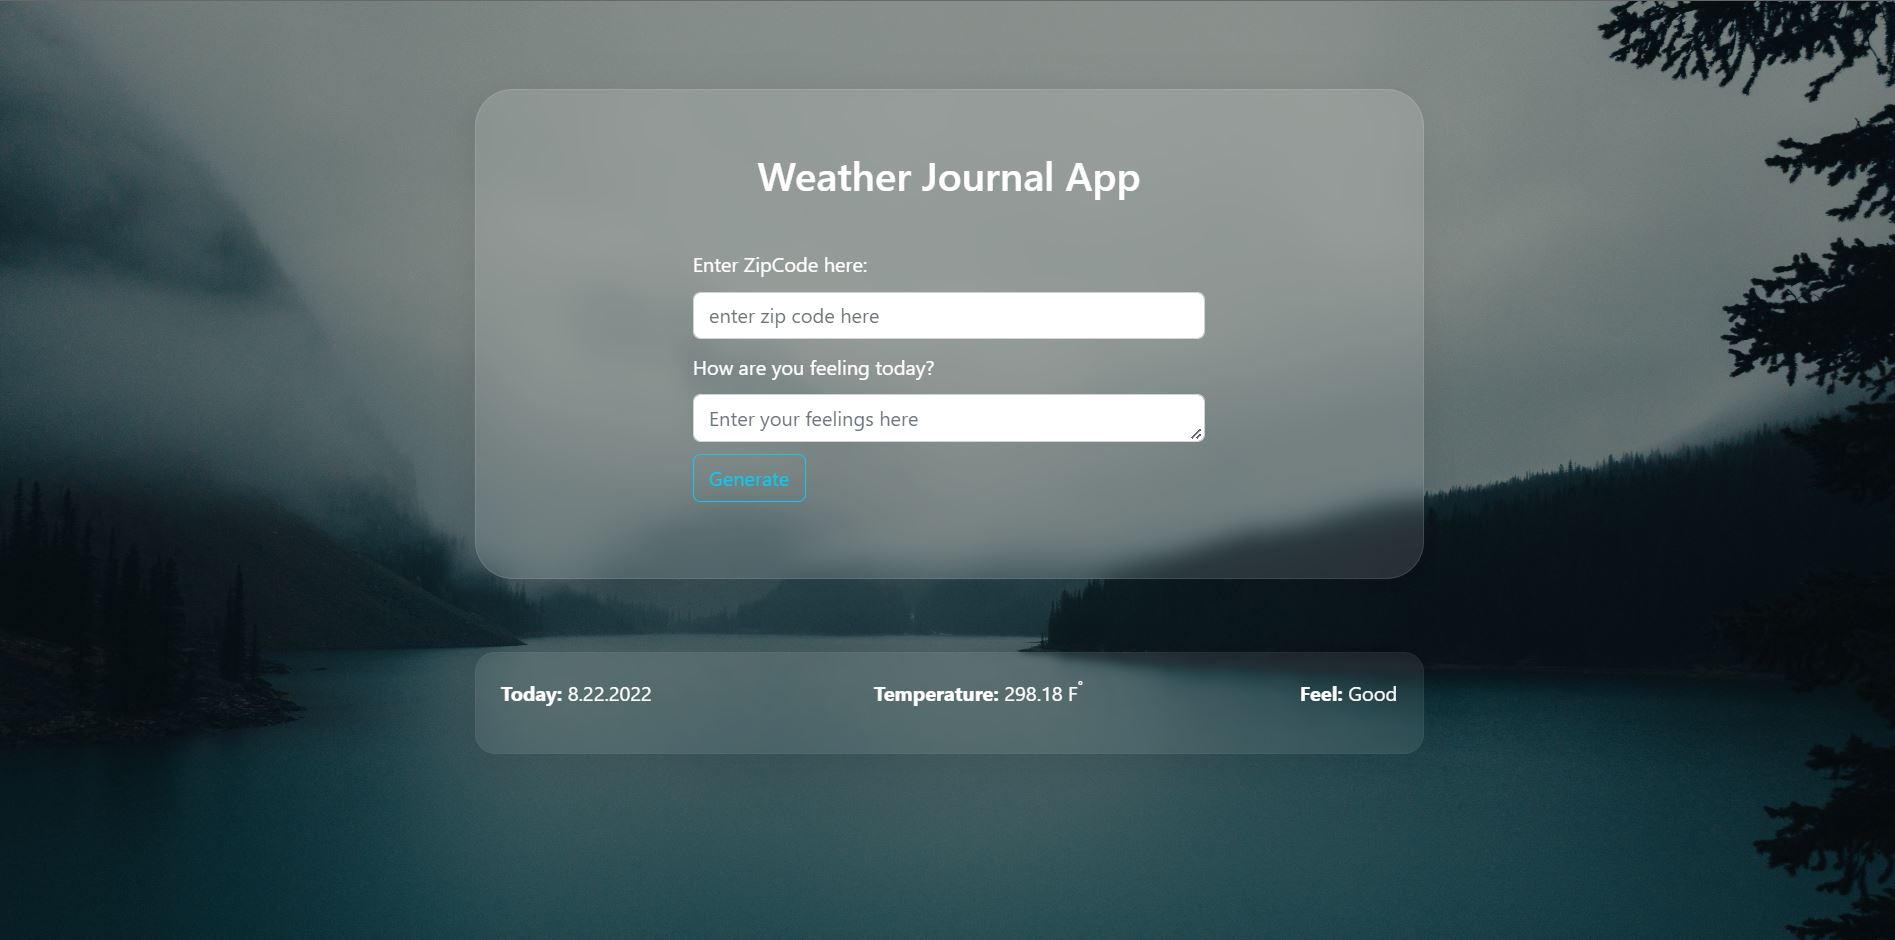 Weather Journal App
Enter ZipCode here:
enter zip code here
How are you feeling today?
Enter your feelings here
Generate
Today: 8.22.2022 Temperature: 298.18 F° Feel: Good